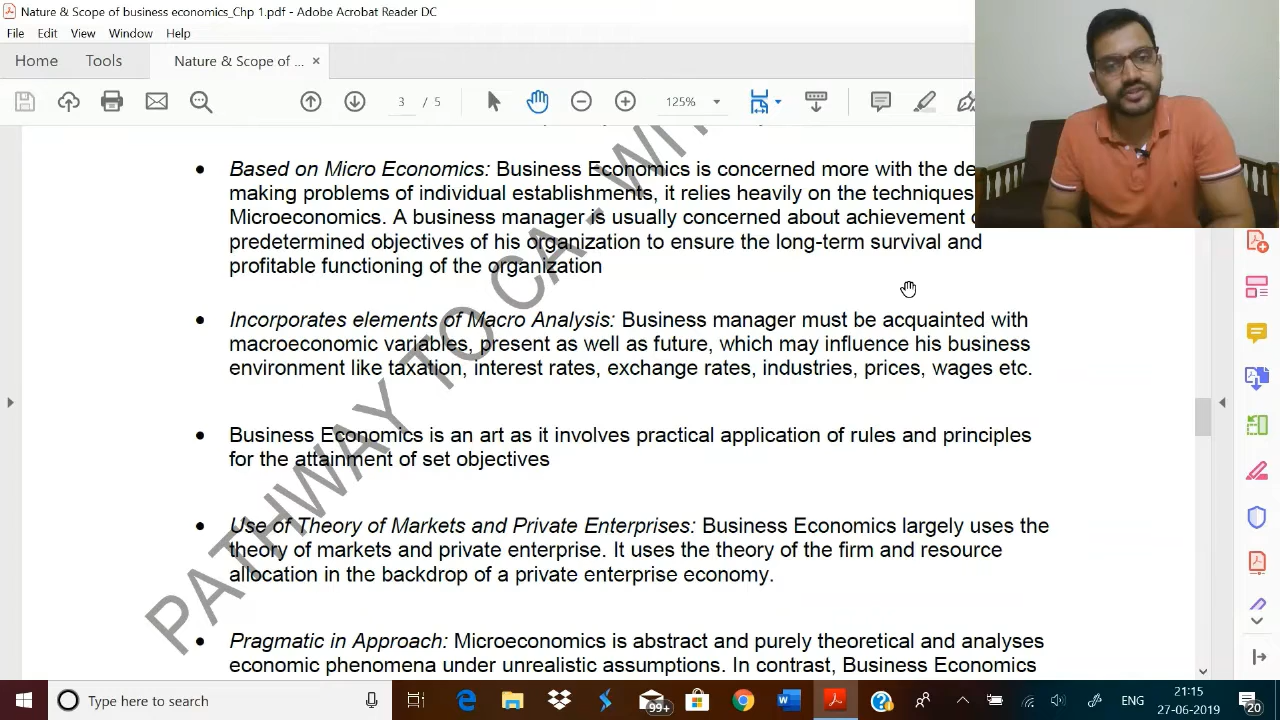 Nature & Scope of business economics_Chp 1.pdf - Adobe Acrobat Reader DC
File Edit View Window Help
Home Tools Nature & Scope of ... ×
3 / 5 125%
Based on Micro Economics: Business Economics is concerned more with the
making problems of individual establishments, it relies heavily on the techniques
Microeconomics. A business manager is usually concerned about achievement
predetermined objectives of his organization to ensure the long-term survival and
profitable functioning of the organization
Incorporates elements of Macro Analysis: Business manager must be acquainted with
macroeconomic variables, present as well as future, which may influence his business
environment like taxation, interest rates, exchange rates, industries, prices, wages etc.
Business Economics is an art as it involves practical application of rules and principles
for the attainment of set objectives
Use of Theory of Markets and Private Enterprises: Business Economics largely uses the
theory of markets and private enterprise. It uses the theory of the firm and resource
allocation in the backdrop of a private enterprise economy.
Pragmatic in Approach: Microeconomics is abstract and purely theoretical and analyses
economic phenomena under unrealistic assumptions. In contrast, Business Economics
PATHWAY TO CA -
Type here to search
99+
ENG
21:15
27-06-2019
20